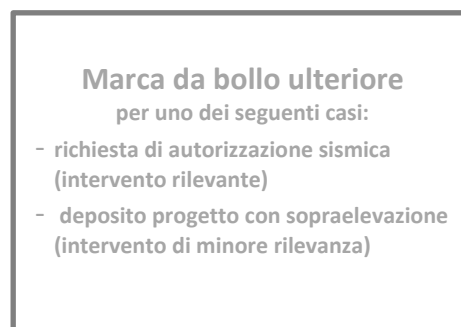 Marca da bollo ulteriore
per uno dei seguenti casi:
- richiesta di autorizzazione sismica
(intervento rilevante)
- deposito progetto con sopraelevazione
(intervento di minore rilevanza)